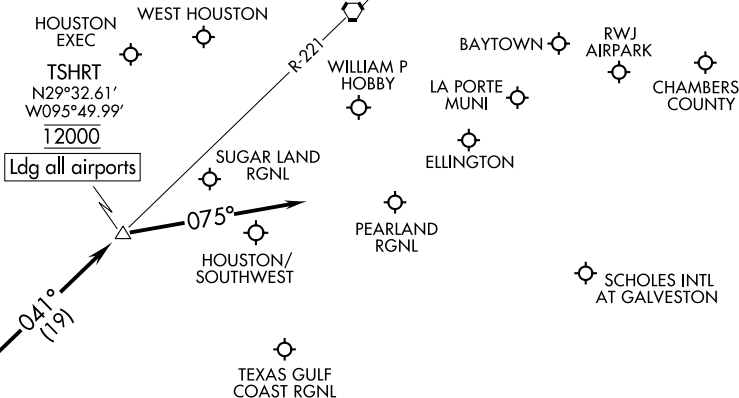 WEST HOUSTON
HOUSTON
EXEC
TSHRT
N29°32.61'
W095°49.99'
12000
Ldg all airports
R-221
WILLIAM P
HOBBY
BAYTOWN
RWJ
AIRPARK
LA PORTE
MUNI
CHAMBERS
COUNTY
ELLINGTON
SUGAR LAND
RGNL
075°
HOUSTON/
SOUTHWEST
PEARLAND
RGNL
041°
(19)
SCHOLES INTL
AT GALVESTON
TEXAS GULF
COAST RGNL